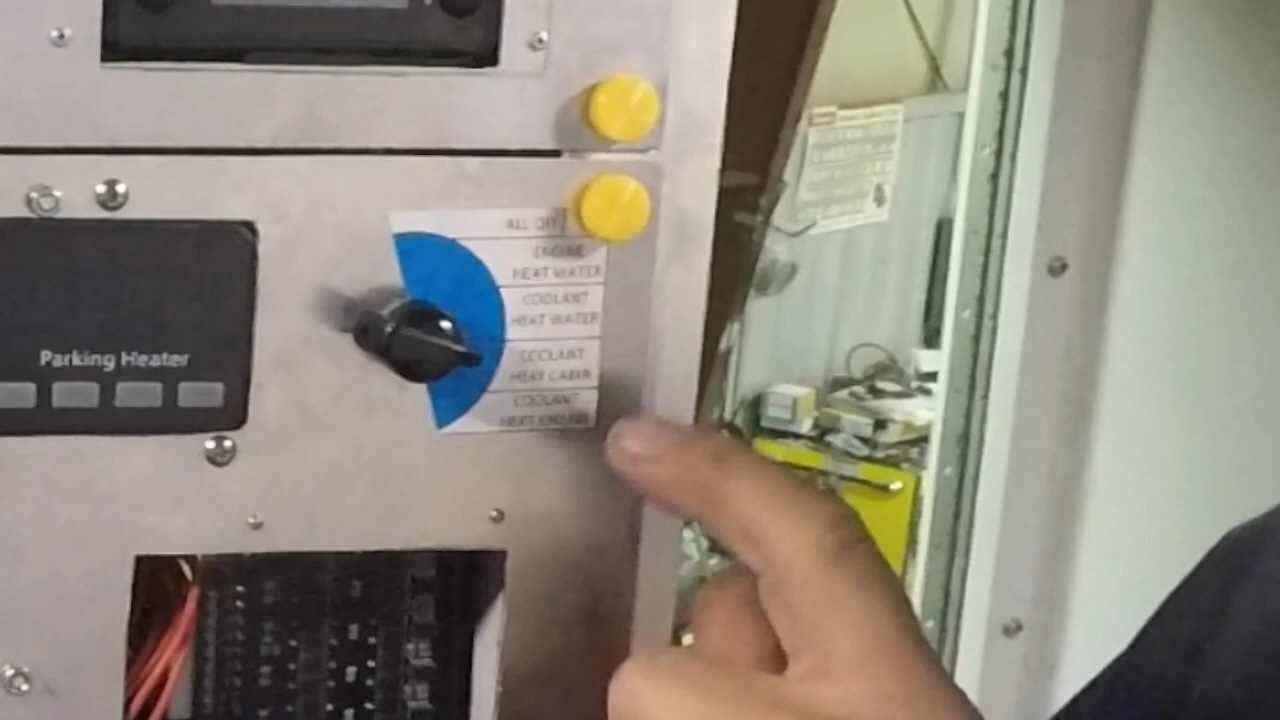 ALL OFF
ENGINE
HEAT WATER
COOLANT
HEAT WATER
COOLANT
HEAT CABIN
Parking Heater
COOLANT
HEAT ENGINE